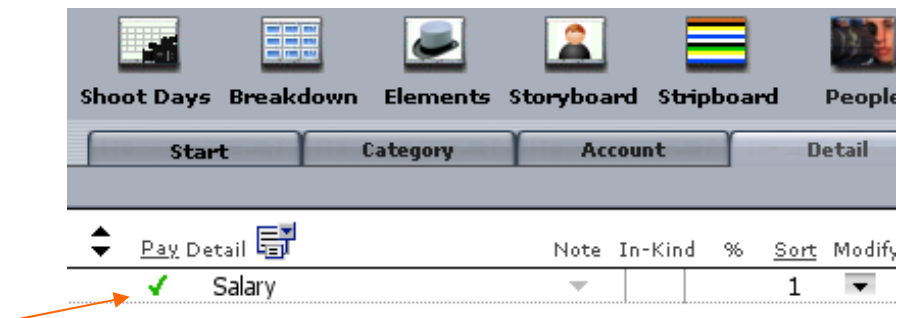 Shoot Days Breakdown Elements Storyboard Stripboard People
Start Category Account Detail
Pay Detail Note In-Kind % Sort Modify
Salary 1